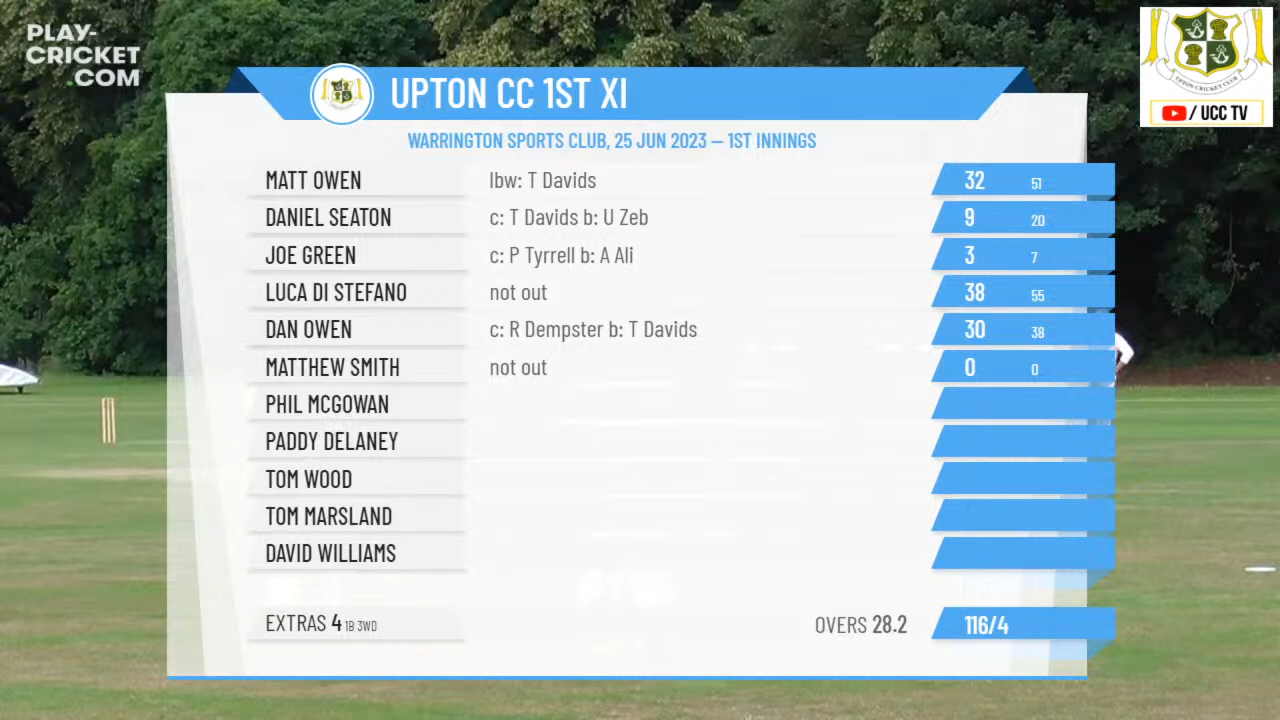 PLAY-
CRICKET
.COM
UPTON CRICKET CLUB
/ UCC TV
UPTON CC 1ST XI
WARRINGTON SPORTS CLUB, 25 JUN 2023 – 1ST INNINGS
MATT OWEN lbw: T Davids 32 51
DANIEL SEATON c: T Davids b: U Zeb 9 20
JOE GREEN c: P Tyrrell b: A Ali 3 7
LUCA DI STEFANO not out 38 55
DAN OWEN c: R Dempster b: T Davids 30 38
MATTHEW SMITH not out 0 0
PHIL MCGOWAN
PADDY DELANEY
TOM WOOD
TOM MARSLAND
DAVID WILLIAMS
EXTRAS 4 1B 3WD OVERS 28.2 116/4